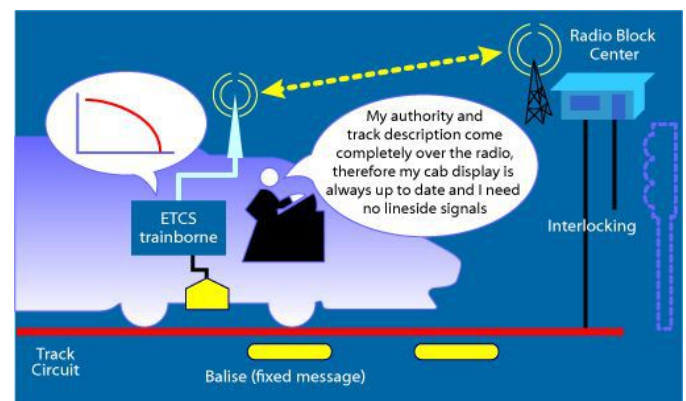 Radio Block
Center
My authority and
track description come
completely over the radio,
therefore my cab display is
always up to date and I need
no lineside signals
ETCS
trainborne
Interlocking
Track
Circuit
Balise (fixed message)